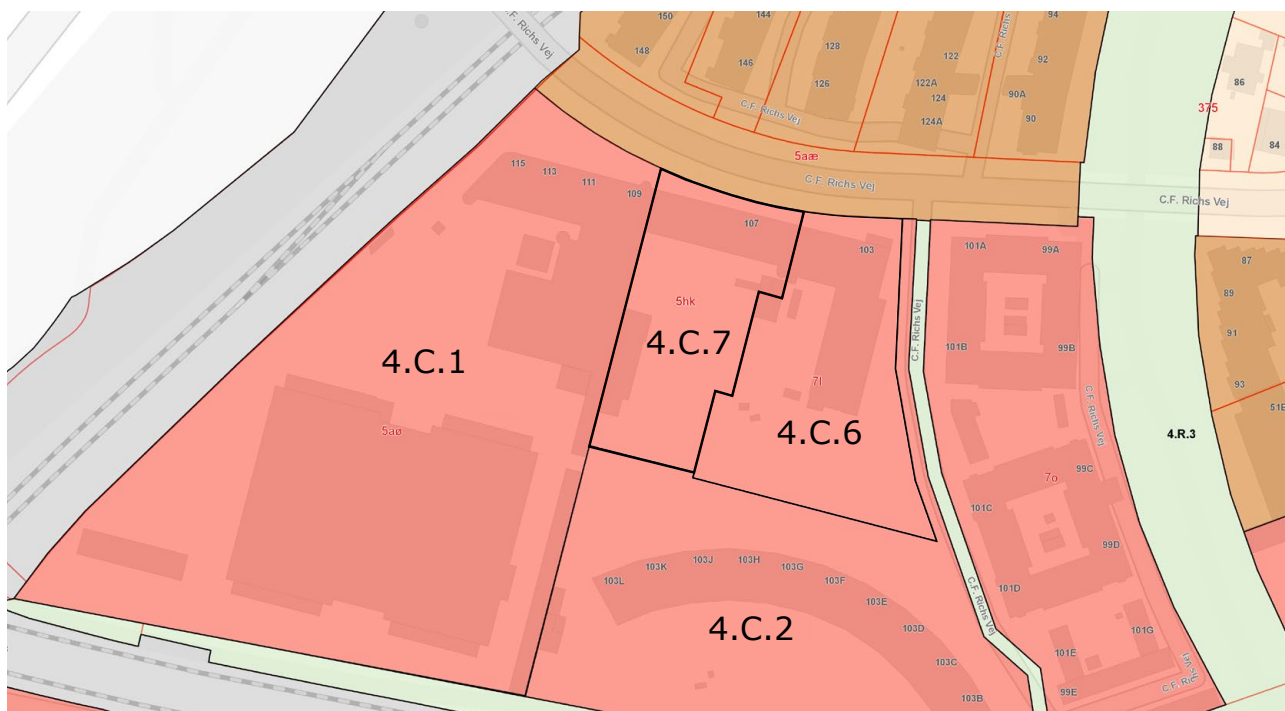 C.F. Richs Vej
150
144
94
148
146
128
126
122
122A
124
124A
C.F. Richs
92
90A
90
C.F. Richs Vej
5aæ
C.F. Richs Vej
C.F. Richs Vej
375
86
88
84
115
113
111
109
107
103
101A
99A
87
89
91
93
51E
5hk
4.C.7
4.C.1
7l
4.C.6
C.F. Richs Vej
101B
99B
C.F. Richs Vej
4.R.3
5aø
7o
99C
101C
99D
101D
C.F. Richs Vej
103L
103K
103J
103H
103G
103F
103E
103D
103C
103B
4.C.2
101G
101E
99E
C.F. Ric
hs Vej